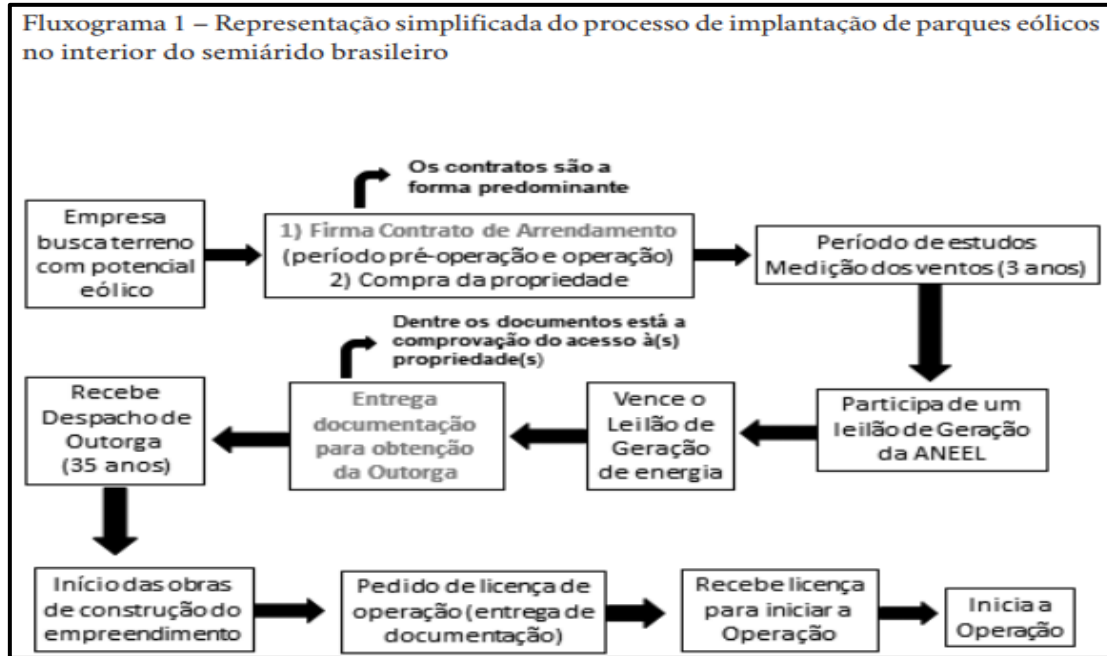 Fluxograma 1 – Representação simplificada do processo de implantação de parques eólicos
no interior do semiárido brasileiro
Os contratos são a
forma predominante
Empresa
busca terreno
com potencial
eólico
1) Firma Contrato de Arrendamento
(período pré-operação e operação)
2) Compra da propriedade
Período de estudos
Medição dos ventos (3 anos)
Participa de um
leilão de Geração
da ANEEL
Vence o
Leilão de
Geração
de energia
Dentre os documentos está a
comprovação do acesso à(s)
propriedade(s)
Entrega
documentação
para obtenção
da Outorga
Recebe
Despacho de
Outorga
(35 anos)
Início das obras
de construção do
empreendimento
Pedido de licença de
operação (entrega de
documentação)
Recebe licença
para iniciar a
Operação
Inicia a
Operação